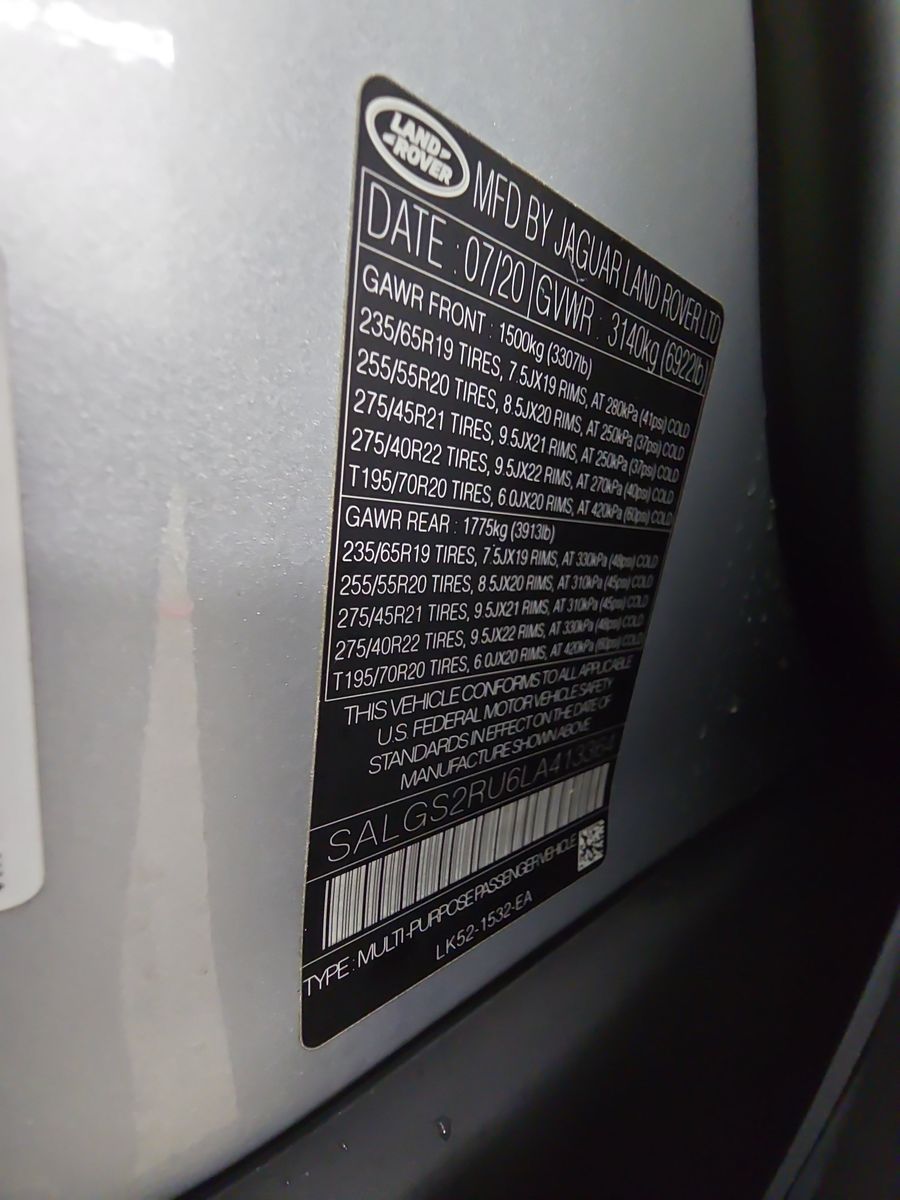 LAND ROVER
MFD BY JAGUAR LAND ROVER LTD
DATE : 07/20 GVWR : 3140kg (6922lb)
GAWR FRONT : 1500kg (3307lb)
235/65R19 TIRES, 7.5JX19 RIMS, AT 280kPa (41psi) COLD
255/55R20 TIRES, 8.5JX20 RIMS, AT 250kPa (37psi) COLD
275/45R21 TIRES, 9.5JX21 RIMS, AT 250kPa (37psi) COLD
275/40R22 TIRES, 9.5JX22 RIMS, AT 270kPa (40psi) COLD
T195/70R20 TIRES, 6.0JX20 RIMS, AT 420kPa (60psi) COLD
GAWR REAR : 1775kg (3913lb)
235/65R19 TIRES, 7.5JX19 RIMS, AT 330kPa (48psi) COLD
255/55R20 TIRES, 8.5JX20 RIMS, AT 310kPa (45psi) COLD
275/45R21 TIRES, 9.5JX21 RIMS, AT 310kPa (45psi) COLD
275/40R22 TIRES, 9.5JX22 RIMS, AT 330kPa (48psi) COLD
T195/70R20 TIRES, 6.0JX20 RIMS, AT 420kPa (60psi) COLD
THIS VEHICLE CONFORMS TO ALL APPLICABLE
U.S. FEDERAL MOTOR VEHICLE SAFETY
STANDARDS IN EFFECT ON THE DATE OF
MANUFACTURE SHOWN ABOVE
SALGS2RU6LA413364
TYPE : MULTI-PURPOSE PASSENGER VEHICLE
LK52-1532-EA